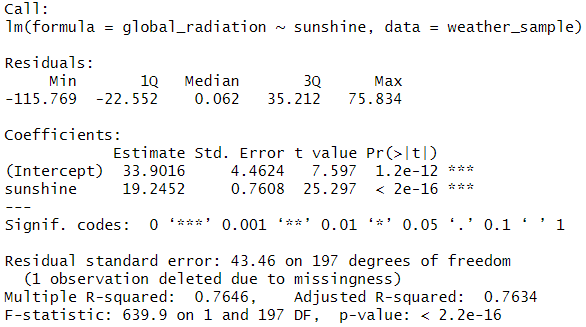 Call:
lm(formula = global_radiation ~ sunshine, data = weather_sample)
Residuals:
     Min       1Q   Median       3Q      Max
-115.769  -22.552    0.062   35.212   75.834
Coefficients:
            Estimate Std. Error t value Pr(>|t|)
(Intercept)  33.9016     4.4624   7.597  1.2e-12 ***
sunshine     19.2452     0.7608  25.297  < 2e-16 ***
---
Signif. codes:  0 ‘***’ 0.001 ‘**’ 0.01 ‘*’ 0.05 ‘.’ 0.1 ‘ ’ 1
Residual standard error: 43.46 on 197 degrees of freedom
  (1 observation deleted due to missingness)
Multiple R-squared:  0.7646,    Adjusted R-squared:  0.7634
F-statistic: 639.9 on 1 and 197 DF,  p-value: < 2.2e-16